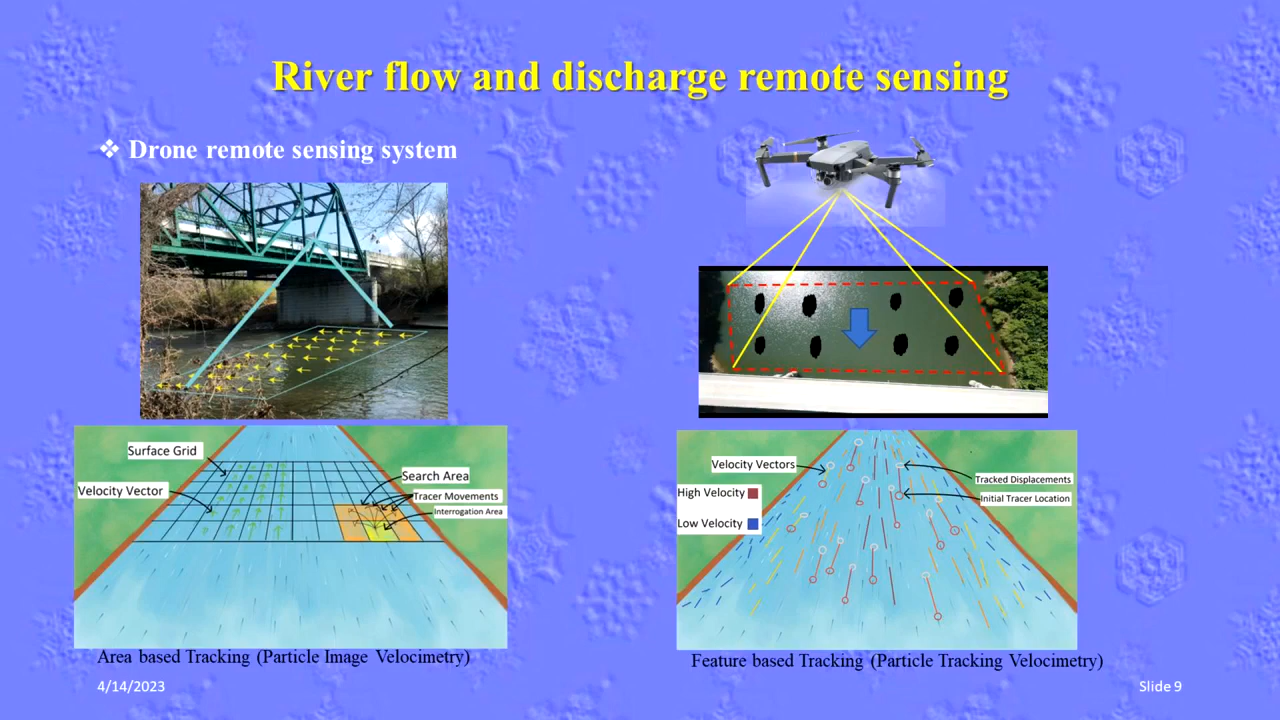 River flow and discharge remote sensing
❖ Drone remote sensing system
Surface Grid
Velocity Vector
Search Area
Tracer Movements
Interrogation Area
Velocity Vectors
High Velocity
Low Velocity
Tracked Displacements
Initial Tracer Location
Area based Tracking (Particle Image Velocimetry)
Feature based Tracking (Particle Tracking Velocimetry)
4/14/2023
Slide 9